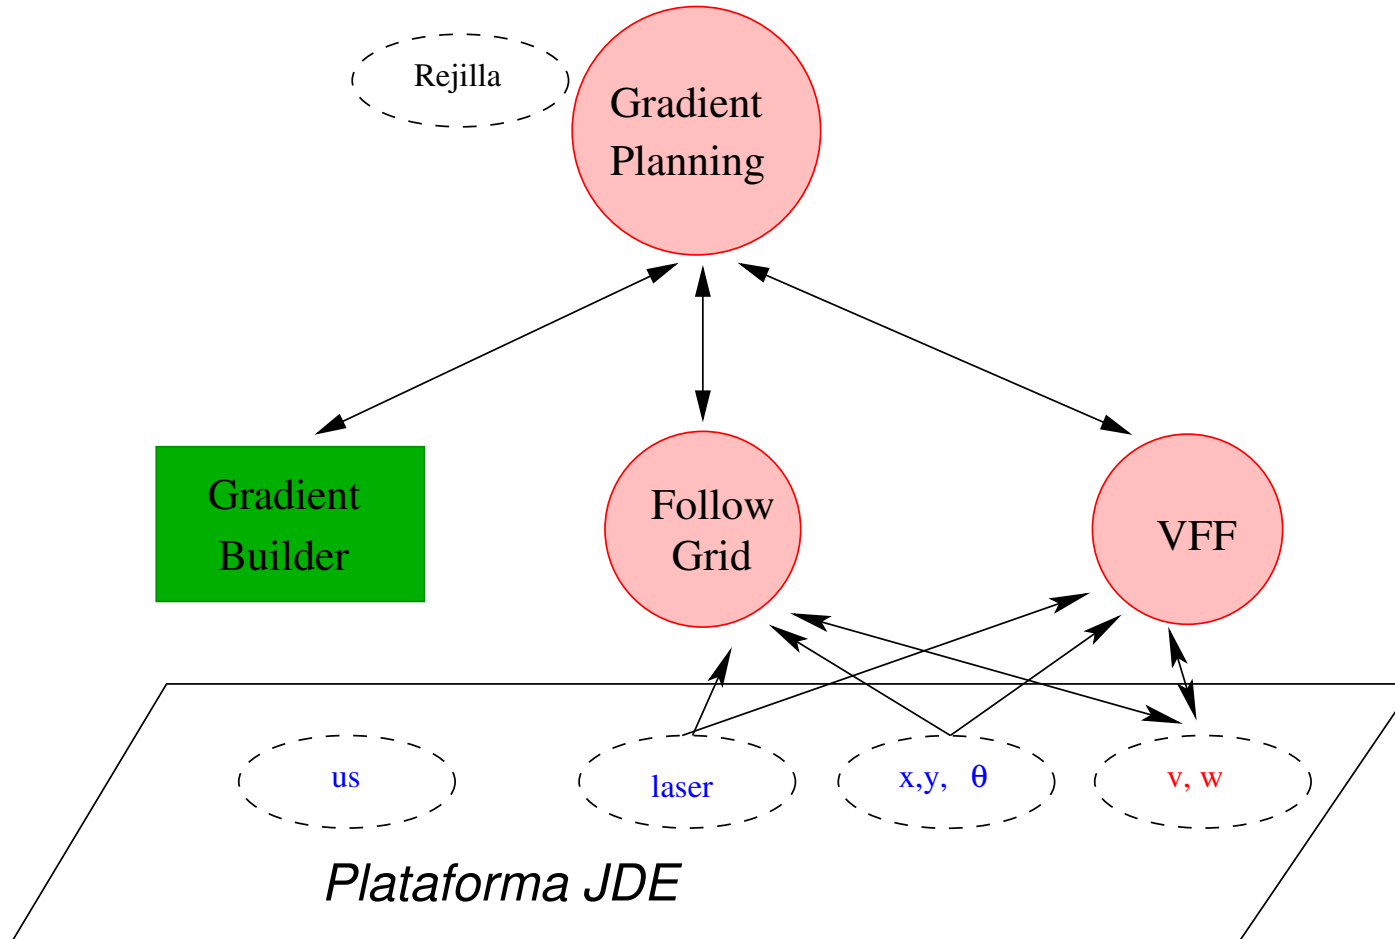 Rejilla
Gradient
Planning
Gradient
Builder
Follow
Grid
VFF
us
laser
x,y, θ
v, w
Plataforma JDE